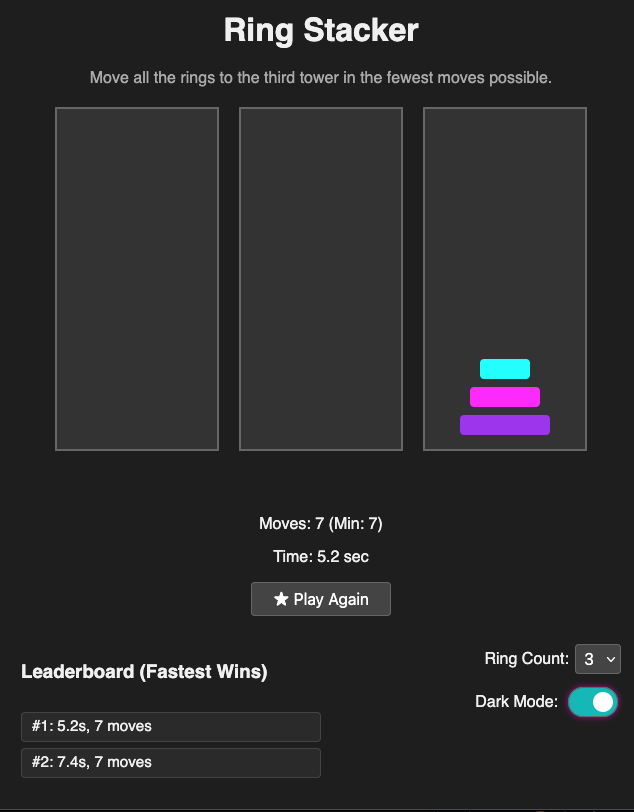 Ring Stacker
Move all the rings to the third tower in the fewest moves possible.
Moves: 7 (Min: 7)
Time: 5.2 sec
★ Play Again
Ring Count: 3
Leaderboard (Fastest Wins)
Dark Mode:
#1: 5.2s, 7 moves
#2: 7.4s, 7 moves